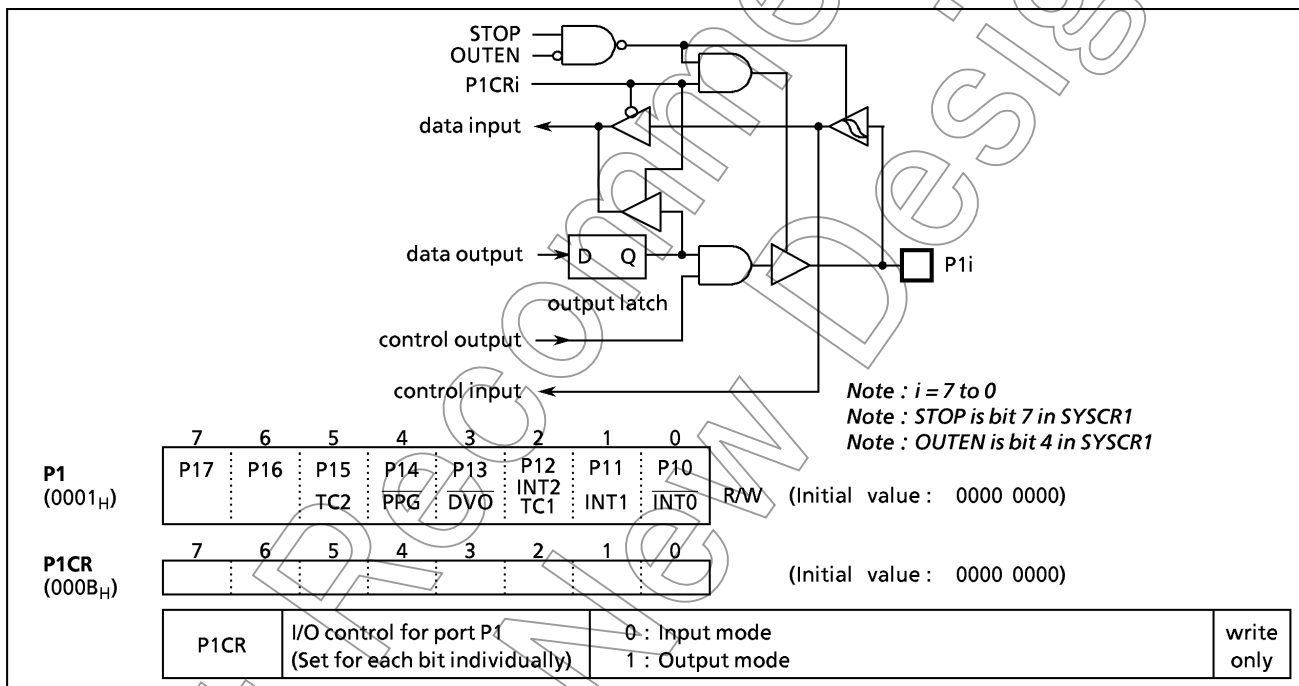 STOP
OUTEN
P1CRi
data input
data output
D Q
P1i
output latch
control output
control input
Note : i = 7 to 0
Note : STOP is bit 7 in SYSCR1
Note : OUTEN is bit 4 in SYSCR1
7 6 5 4 3 2 1 0
P1 (0001H)
P17 P16 P15 P14 P13 P12 P11 P10
TC2 PPG DVO INT2 TC1 INT1 INT0
R/W (Initial value : 0000 0000)
7 6 5 4 3 2 1 0
P1CR
(000BH)
(Initial value : 0000 0000)
P1CR
I/O control for port P1
(Set for each bit individually)
0 : Input mode
1 : Output mode
write
only